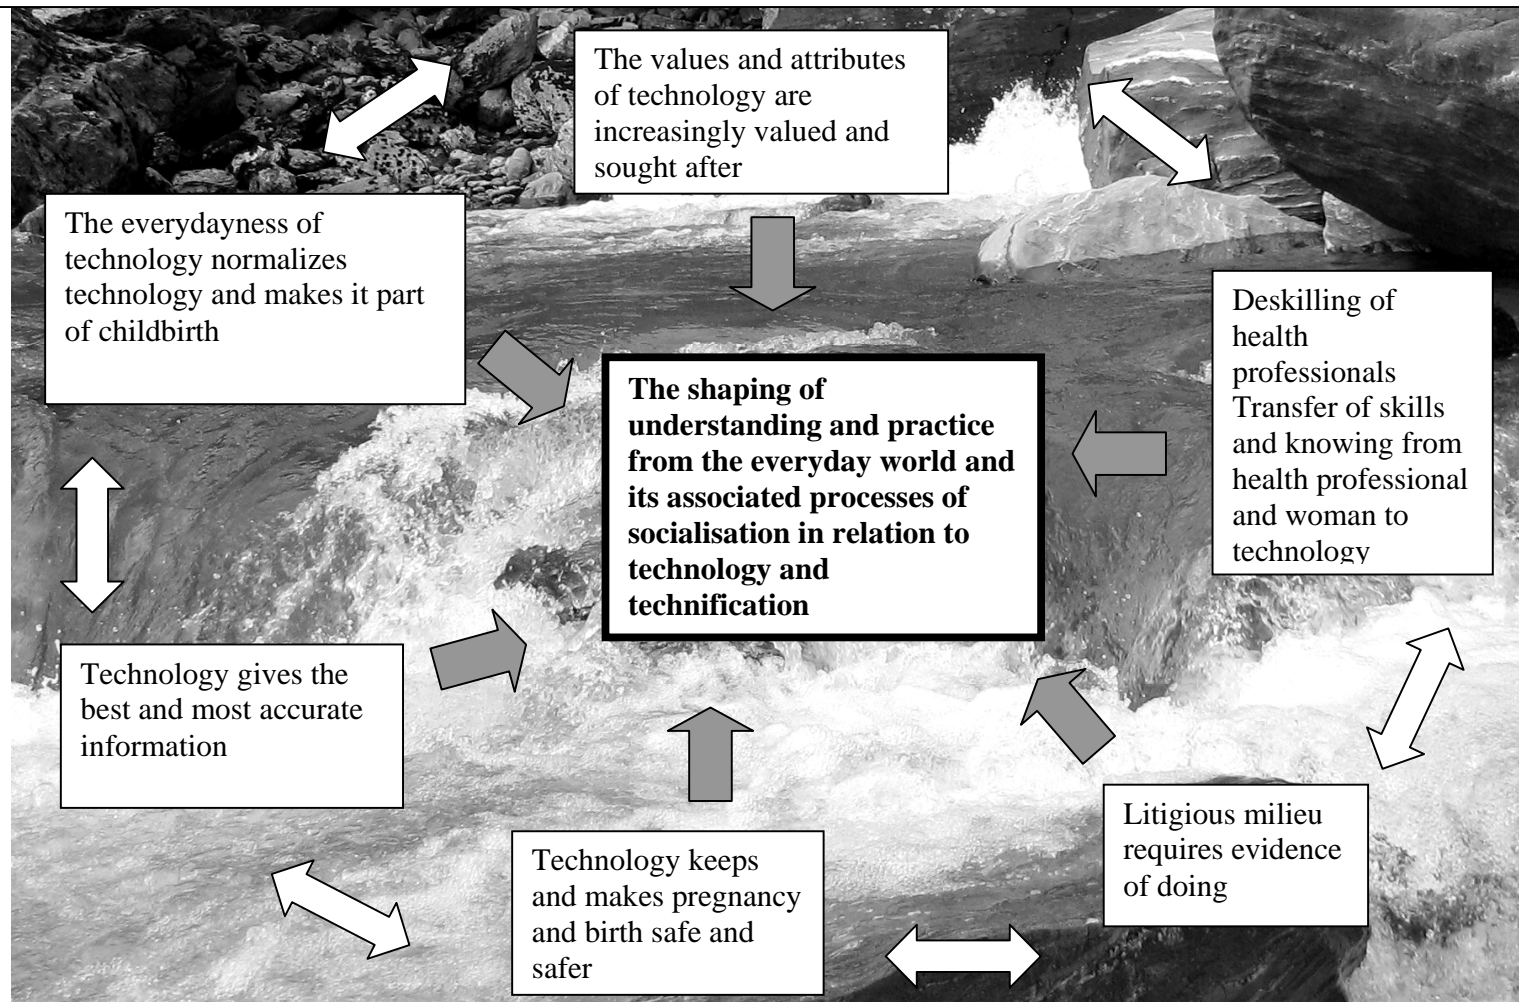 The values and attributes
of technology are
increasingly valued and
sought after
The everydayness of
technology normalizes
technology and makes it part
of childbirth
Deskilling of
health
professionals
Transfer of skills
and knowing from
health professional
and woman to
technology
The shaping of
understanding and practice
from the everyday world and
its associated processes of
socialisation in relation to
technology and
technification
Technology gives the
best and most accurate
information
Litigious milieu
requires evidence
of doing
Technology keeps
and makes pregnancy
and birth safe and
safer